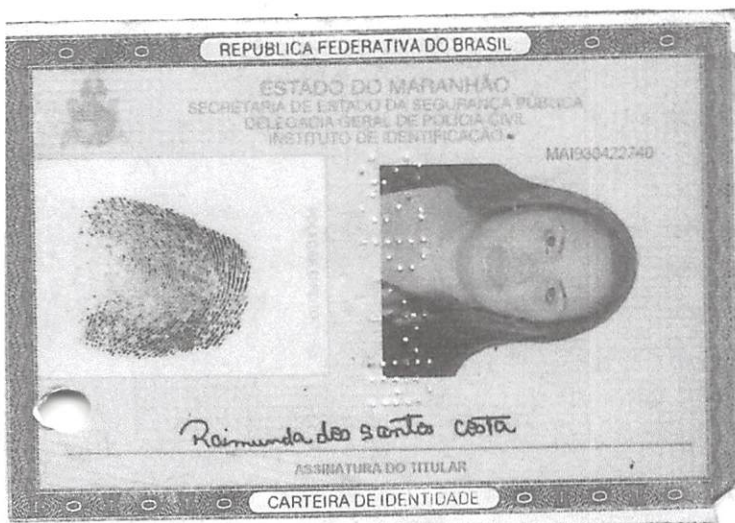 REPUBLICA FEDERATIVA DO BRASIL
ESTADO DO MARANHÃO
SECRETARIA DE ESTADO DA SEGURANÇA PÚBLICA
DELEGACIA GERAL DE POLICIA CIVIL
INSTITUTO DE IDENTIFICAÇÃO
MAI930422740
Raimunda dos Santos Costa
ASSINATURA DO TITULAR
CARTEIRA DE IDENTIDADE